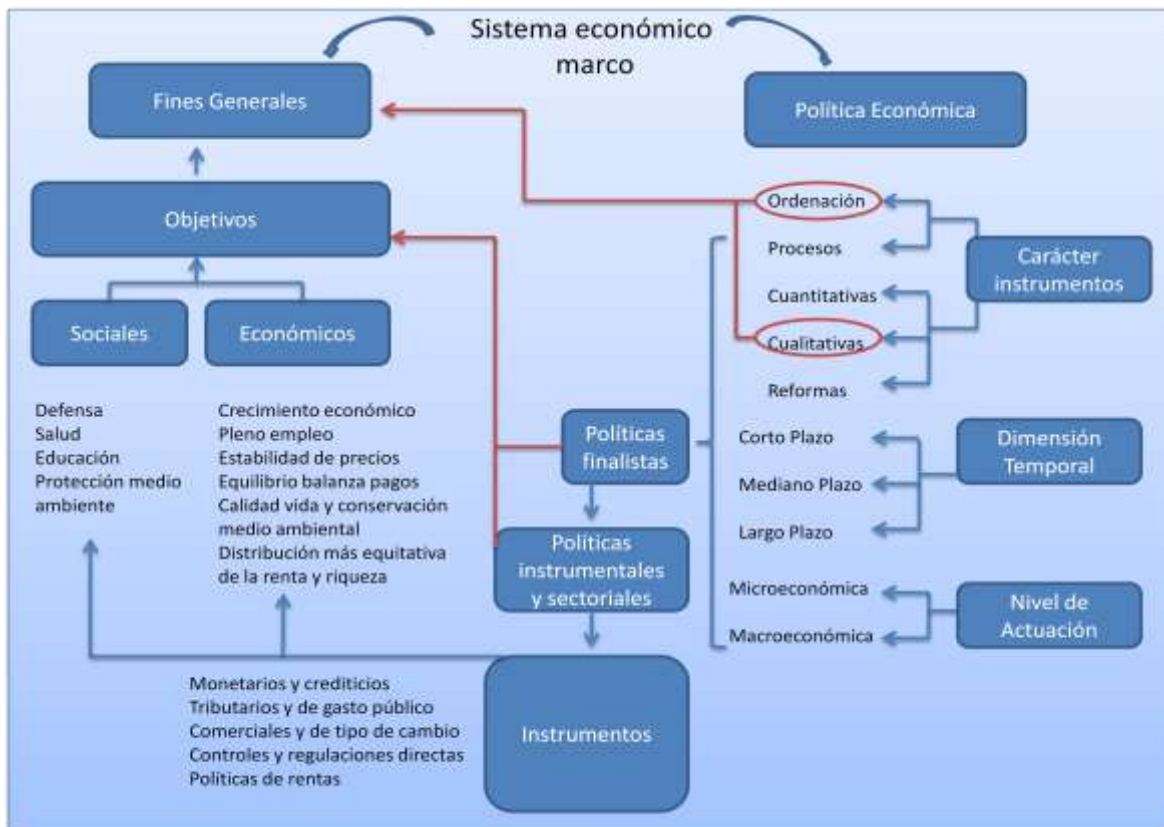 Sistema económico
marco
Fines Generales
Política Económica
Objetivos
Sociales
Económicos
Defensa
Salud
Educación
Protección medio
ambiente
Crecimiento económico
Pleno empleo
Estabilidad de precios
Equilibrio balanza pagos
Calidad vida y conservación
medio ambiental
Distribución más equitativa
de la renta y riqueza
Políticas
finalistas
Políticas
instrumentales
y sectoriales
Monetarios y crediticios
Tributarios y de gasto público
Comerciales y de tipo de cambio
Controles y regulaciones directas
Políticas de rentas
Instrumentos
Ordenación
Procesos
Cuantitativas
Cualitativas
Reformas
Carácter
instrumentos
Corto Plazo
Mediano Plazo
Largo Plazo
Dimensión
Temporal
Microeconómica
Macroeconómica
Nivel de
Actuación